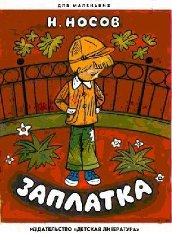 ДЛЯ МАЛЕНЬКИХ
Н. НОСОВ
ЗАПЛАТКА
ИЗДАТЕЛЬСТВО «ДЕТСКАЯ ЛИТЕРАТУРА»